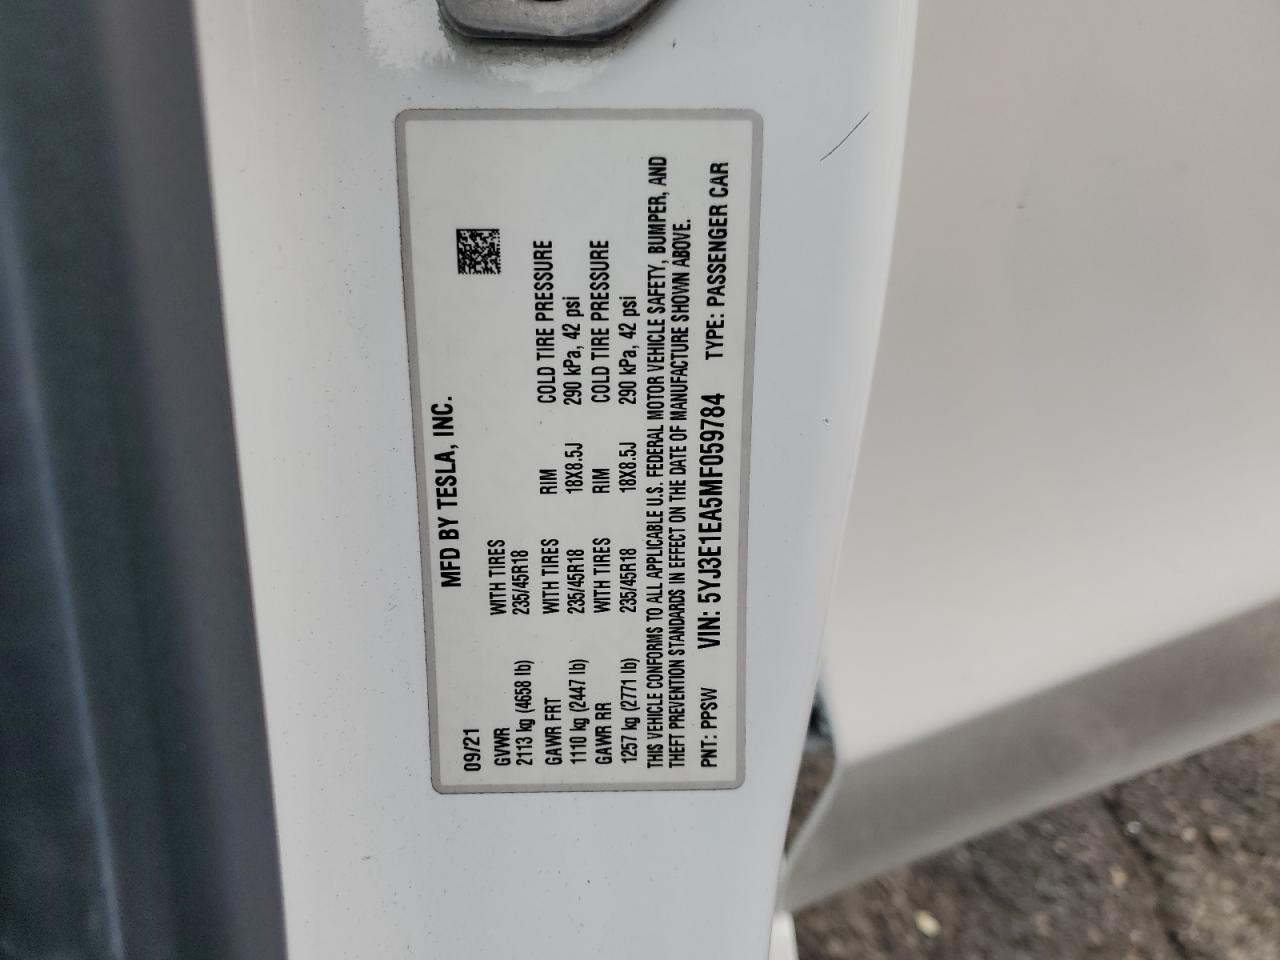 MFD BY TESLA, INC.
09/21
GVWR WITH TIRES
2113 kg (4658 lb) 235/45R18
GAWR FRT WITH TIRES RIM COLD TIRE PRESSURE
1110 kg (2447 lb) 235/45R18 18X8.5J 290 kPa, 42 psi
GAWR RR WITH TIRES RIM COLD TIRE PRESSURE
1257 kg (2771 lb) 235/45R18 18X8.5J 290 kPa, 42 psi
THIS VEHICLE CONFORMS TO ALL APPLICABLE U.S. FEDERAL MOTOR VEHICLE SAFETY, BUMPER, AND
THEFT PREVENTION STANDARDS IN EFFECT ON THE DATE OF MANUFACTURE SHOWN ABOVE.
PNT: PPSW VIN: 5YJ3E1EA5MF059784 TYPE: PASSENGER CAR